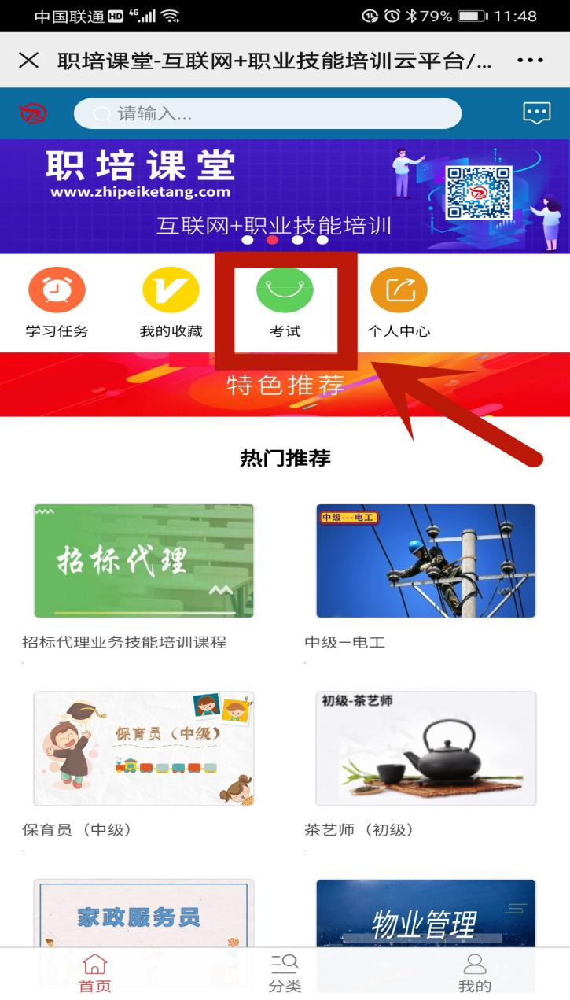 中国联通 HD 4G 79% 11:48
职培课堂-互联网+职业技能培训云平台/...
请输入...
职培课堂
www.zhipeiketang.com
互联网+职业技能培训
学习任务 我的收藏 考试 个人中心
特色推荐
热门推荐
招标代理
中级---电工
招标代理业务技能培训课程
中级—电工
保育员（中级）
初级-茶艺师
保育员（中级）
茶艺师（初级）
家政服务员
物业管理
首页 分类 我的